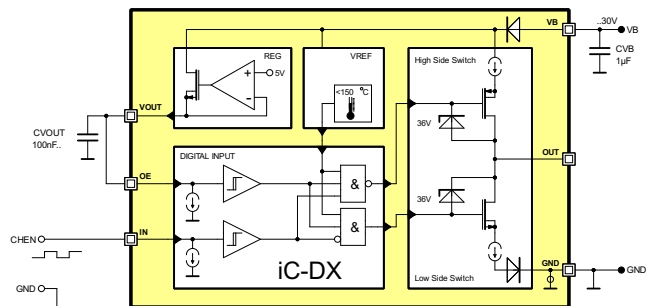 VB
..30V
VB
CVB
1µF
REG
5V
+
-
VREF
<150 °C
High Side Switch
36V
VOUT
CVOUT
100nF..
OUT
DIGITAL INPUT
OE
&
36V
IN
&
CHEN
iC-DX
Low Side Switch
GND
GND
GND